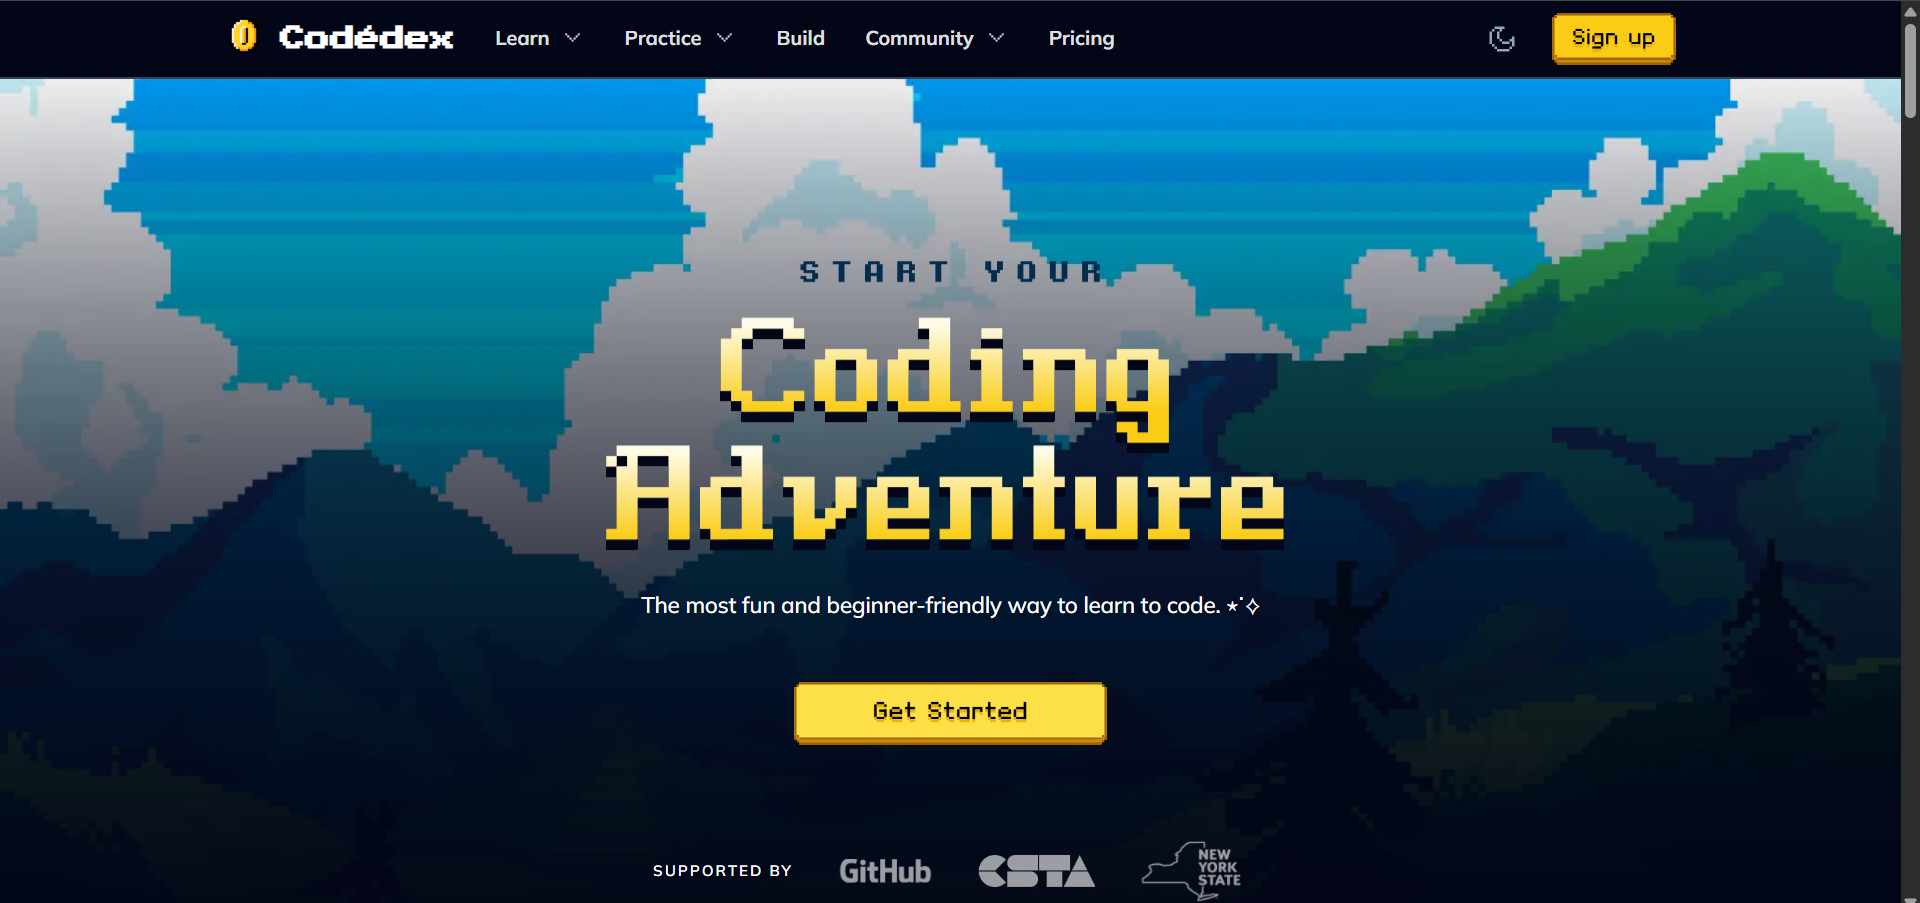 Codédex Learn Practice Build Community Pricing Sign up
START YOUR
Coding
Adventure
The most fun and beginner-friendly way to learn to code. ⋆˙⟡
Get Started
SUPPORTED BY GitHub CSTA NEW YORK STATE